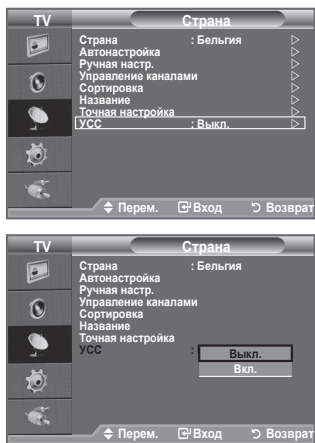 TV Страна
Страна : Бельгия
Автонастройка
Ручная настр.
Управление каналами
Сортировка
Название
Точная настройка
УСС : Выкл.
Перем. Вход Возврат
TV Страна
Страна : Бельгия
Автонастройка
Ручная настр.
Управление каналами
Сортировка
Название
Точная настройка
УСС : Выкл.
Вкл.
Перем. Вход Возврат